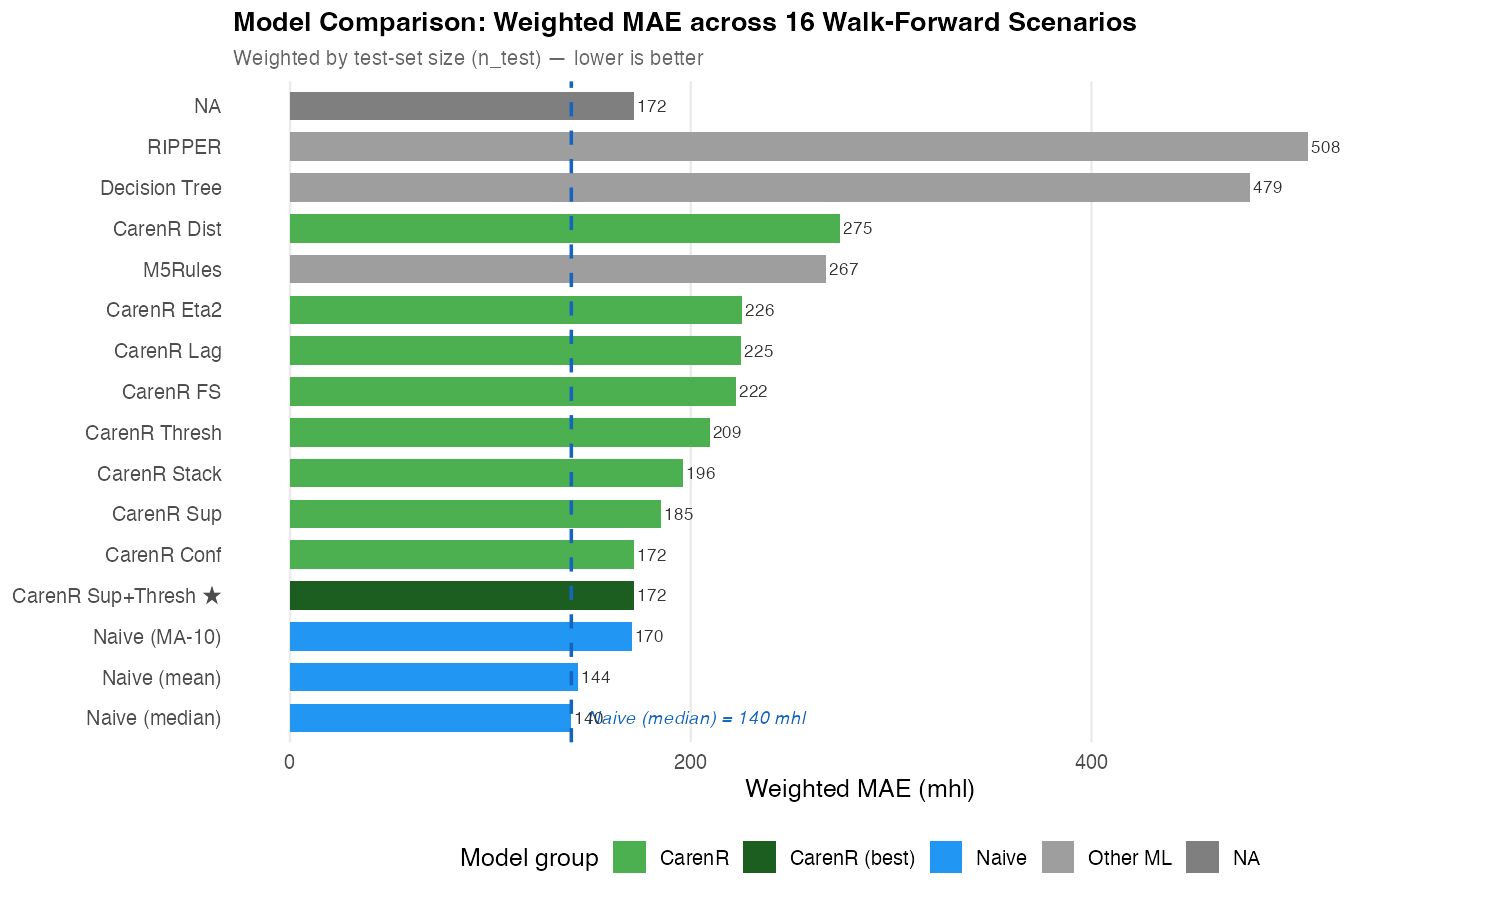 Model Comparison: Weighted MAE across 16 Walk-Forward Scenarios
Weighted by test-set size (n_test) — lower is better
NA 172
RIPPER 508
Decision Tree 479
CarenR Dist 275
M5Rules 267
CarenR Eta2 226
CarenR Lag 225
CarenR FS 222
CarenR Thresh 209
CarenR Stack 196
CarenR Sup 185
CarenR Conf 172
CarenR Sup+Thresh ★ 172
Naive (MA-10) 170
Naive (mean) 144
Naive (median) 140 Naive (median) = 140 mhl
0 200 400
Weighted MAE (mhl)
Model group CarenR CarenR (best) Naive Other ML NA